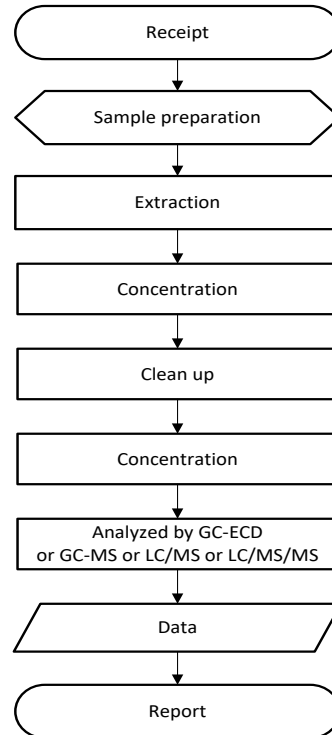 Receipt
Sample preparation
Extraction
Concentration
Clean up
Concentration
Analyzed by GC-ECD
or GC-MS or LC/MS or LC/MS/MS
Data
Report